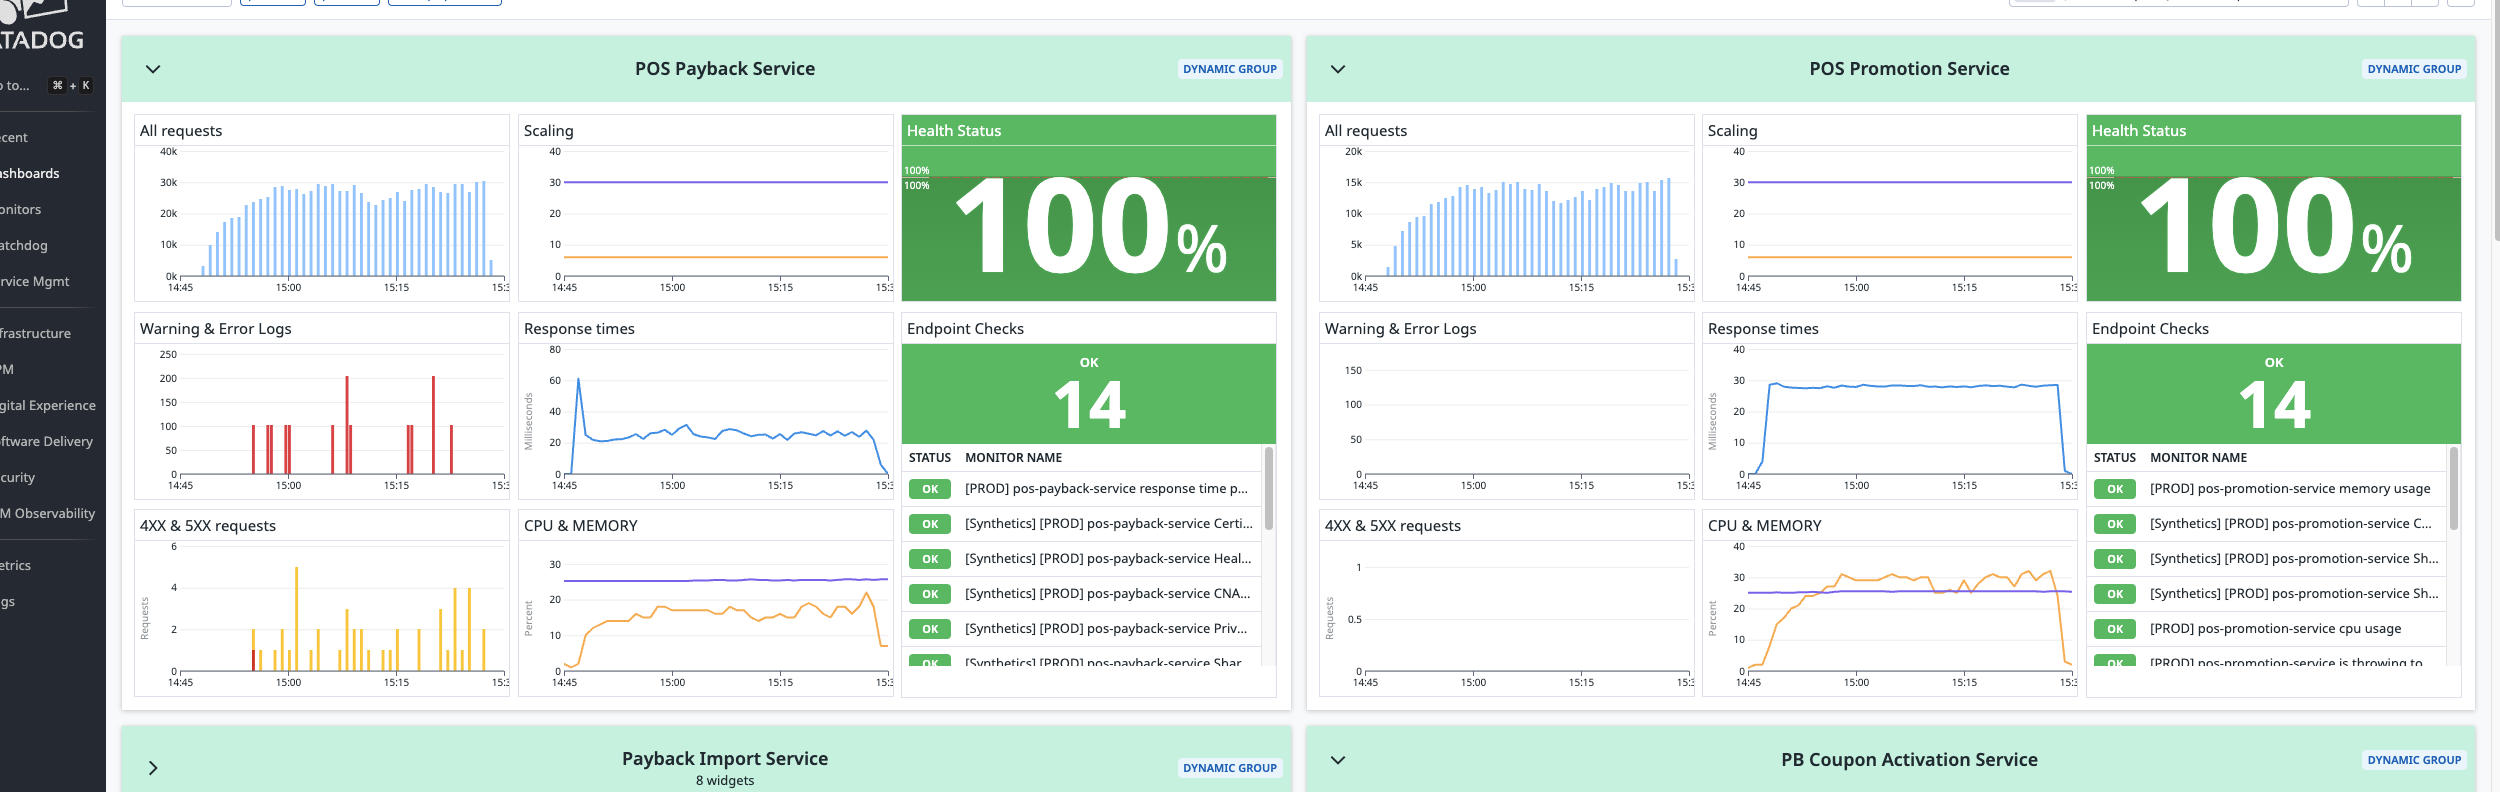 ATADOG
o to... ⌘ + K
ecent
ashboards
onitors
atchdog
rvice Mgmt
frastructure
PM
gital Experience
oftware Delivery
curity
M Observability
etrics
gs
POS Payback Service
DYNAMIC GROUP
All requests
40k
30k
20k
10k
0k
14:45 15:00 15:15 15:3
Scaling
40
30
20
10
0
14:45 15:00 15:15 15:3
Health Status
100%
100%
100%
Warning & Error Logs
250
200
150
100
50
0
14:45 15:00 15:15 15:3
Response times
80
60
40
20
0
Milliseconds
14:45 15:00 15:15 15:3
Endpoint Checks
OK
14
STATUS MONITOR NAME
OK [PROD] pos-payback-service response time p...
OK [Synthetics] [PROD] pos-payback-service Certi...
OK [Synthetics] [PROD] pos-payback-service Heal...
OK [Synthetics] [PROD] pos-payback-service CNA...
OK [Synthetics] [PROD] pos-payback-service Priv...
OK [Synthetics] [PROD] pos-payback-service Shar
4XX & 5XX requests
6
4
2
0
Requests
14:45 15:00 15:15 15:3
CPU & MEMORY
30
20
10
0
Percent
14:45 15:00 15:15 15:3
POS Promotion Service
DYNAMIC GROUP
All requests
20k
15k
10k
5k
0k
14:45 15:00 15:15 15:3
Scaling
40
30
20
10
0
14:45 15:00 15:15 15:3
Health Status
100%
100%
100%
Warning & Error Logs
150
100
50
0
14:45 15:00 15:15 15:3
Response times
40
30
20
10
0
Milliseconds
14:45 15:00 15:15 15:3
Endpoint Checks
OK
14
STATUS MONITOR NAME
OK [PROD] pos-promotion-service memory usage
OK [Synthetics] [PROD] pos-promotion-service C...
OK [Synthetics] [PROD] pos-promotion-service Sh...
OK [Synthetics] [PROD] pos-promotion-service Sh...
OK [PROD] pos-promotion-service cpu usage
OK [PROD] pos-promotion-service is throwing to
4XX & 5XX requests
1
0.5
0
Requests
14:45 15:00 15:15 15:3
CPU & MEMORY
40
30
20
10
0
Percent
14:45 15:00 15:15 15:3
Payback Import Service
8 widgets
DYNAMIC GROUP
PB Coupon Activation Service
DYNAMIC GROUP